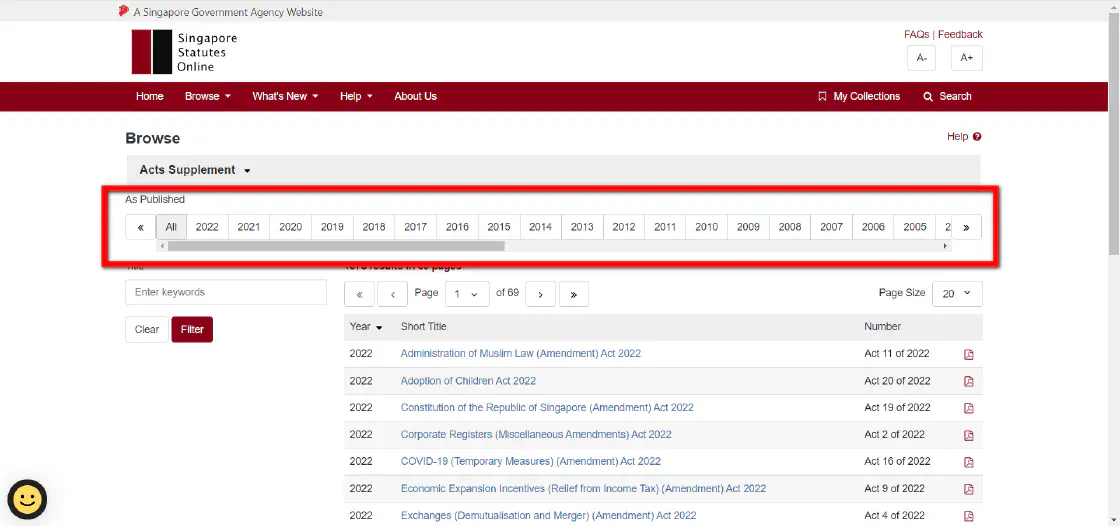 A Singapore Government Agency Website
Singapore
Statutes
Online
FAQs | Feedback
A- A+
Home Browse What's New Help About Us My Collections Search
Browse
Help
Acts Supplement
As Published
« All 2022 2021 2020 2019 2018 2017 2016 2015 2014 2013 2012 2011 2010 2009 2008 2007 2006 2005 2 »
Enter keywords
Clear Filter
« ‹ Page 1 of 69 › » Page Size 20
Year Short Title Number
2022 Administration of Muslim Law (Amendment) Act 2022 Act 11 of 2022
2022 Adoption of Children Act 2022 Act 20 of 2022
2022 Constitution of the Republic of Singapore (Amendment) Act 2022 Act 19 of 2022
2022 Corporate Registers (Miscellaneous Amendments) Act 2022 Act 2 of 2022
2022 COVID-19 (Temporary Measures) (Amendment) Act 2022 Act 16 of 2022
2022 Economic Expansion Incentives (Relief from Income Tax) (Amendment) Act 2022 Act 9 of 2022
2022 Exchanges (Demutualisation and Merger) (Amendment) Act 2022 Act 4 of 2022